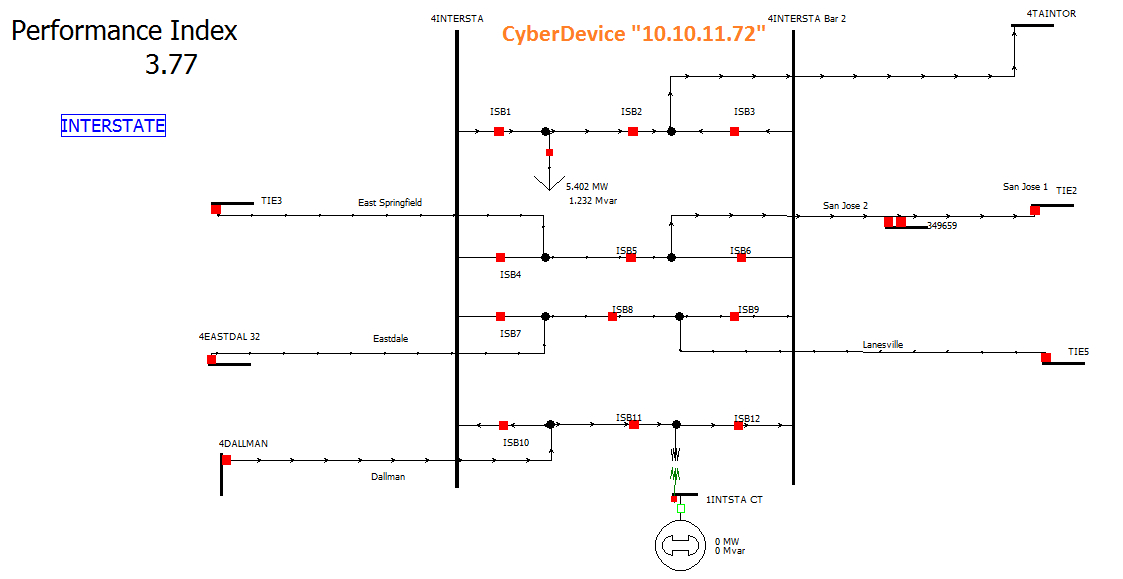 4INTERSTA
4INTERSTA Bar 2
4TAINTOR
Performance Index
3.77
CyberDevice "10.10.11.72"
INTERSTATE
ISB1
ISB2
ISB3
5.402 MW
1.232 Mvar
TIE3
East Springfield
San Jose 2
San Jose 1
TIE2
349659
ISB4
ISB5
ISB6
ISB7
ISB8
ISB9
4EASTDAL 32
Eastdale
Lanesville
TIE5
ISB10
ISB11
ISB12
4DALLMAN
Dallman
1INTSTA CT
0 MW
0 Mvar